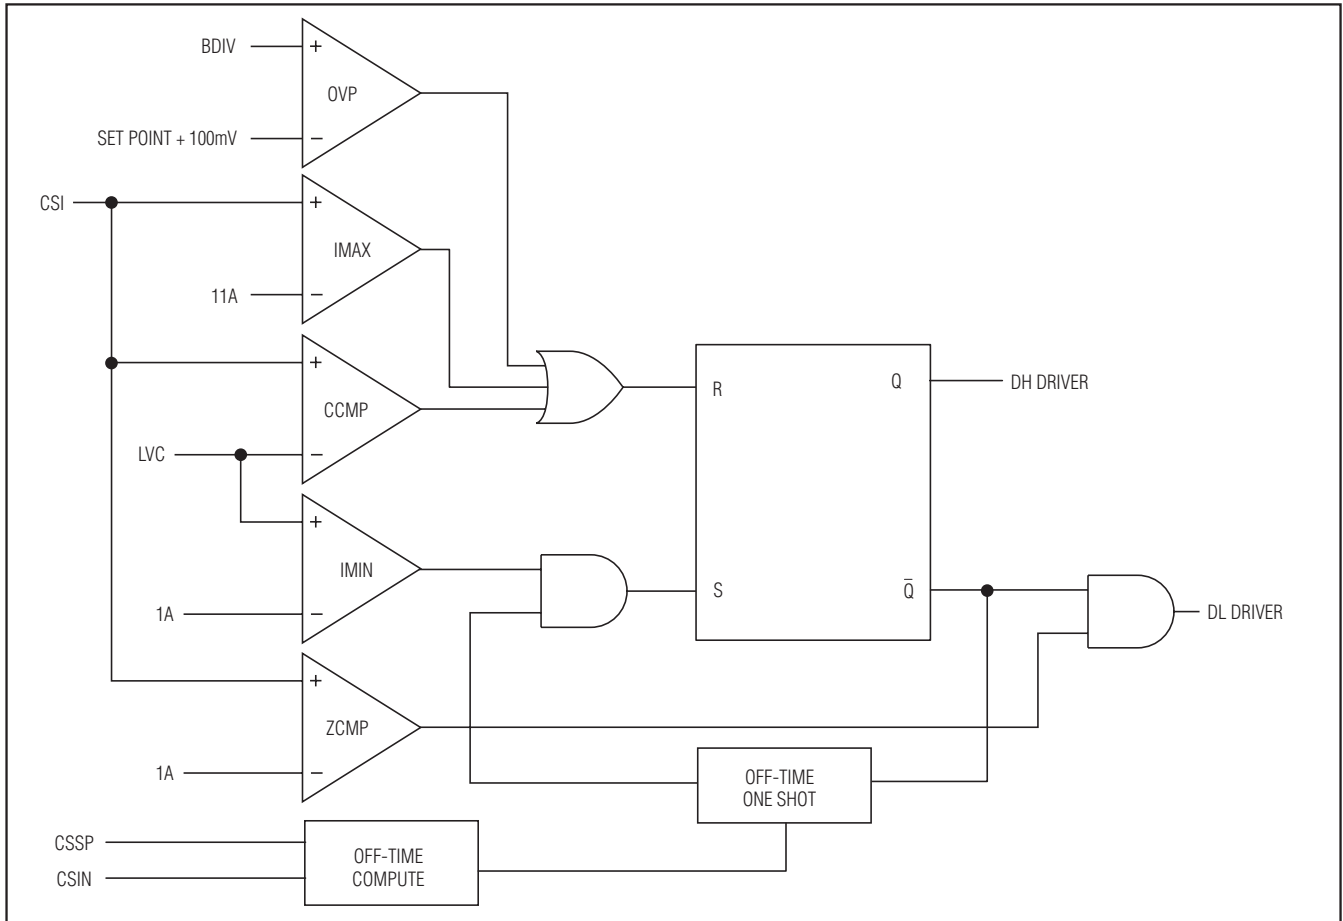 BDIV
+
OVP
SET POINT + 100mV
−
CSI
+
IMAX
11A
−
+
CCMP
LVC
−
+
IMIN
1A
−
+
ZCMP
1A
−
R
Q
DH DRIVER
S
Q̅
DL DRIVER
OFF-TIME
ONE SHOT
CSSP
CSIN
OFF-TIME
COMPUTE